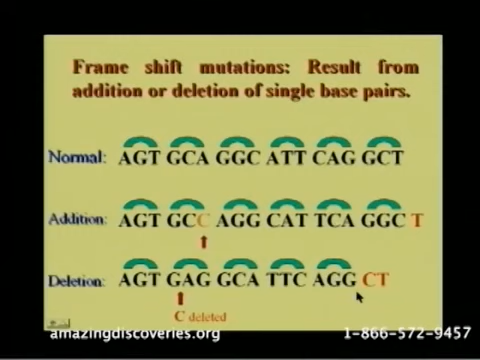 Frame shift mutations: Result from
addition or deletion of single base pairs.
Normal: AGT GCA GGC ATT CAG GCT
Addition: AGT GCC AGG CAT TCA GGC T
Deletion: AGT GAG GCA TTC AGG CT
C deleted
amazingdiscoveries.org 1-866-572-9457